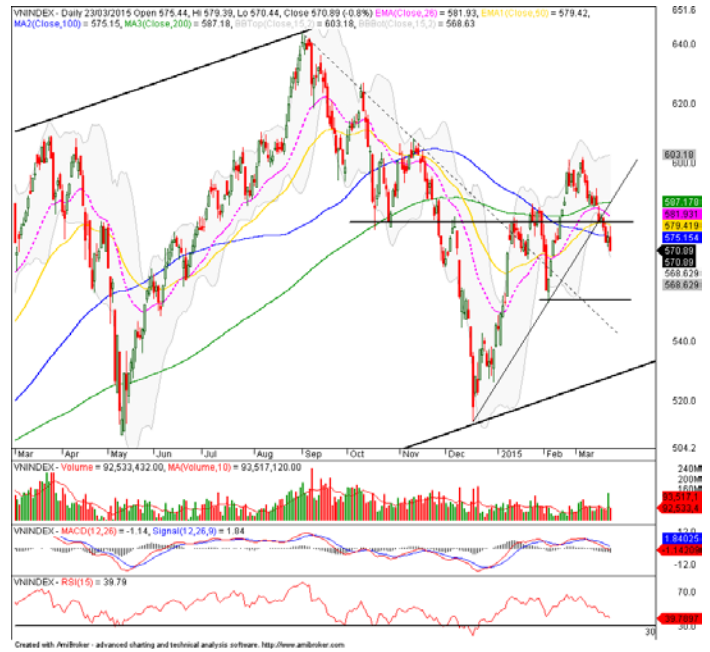 VNINDEX - Daily 23/03/2015 Open 575.44, Hi 579.39, Lo 570.44, Close 570.89 (-0.8%) EMA(Close,28) = 581.93, EMA1(Close,50) = 579.42,
MA2(Close,100) = 575.15, MA3(Close,200) = 587.18, BBTop(Close,15,2) = 603.18, BBBot(Close,15,2) = 568.63
651.6
640.0
620.0
603.18
600.0
587.178
581.931
579.419
575.154
570.89
570.89
568.629
568.629
540.0
520.0
504.2
Mar Apr May Jun Jul Aug Sep Oct Nov Dec 2015 Feb Mar
VNINDEX - Volume = 92,533,432.00, MA(Volume,10) = 93,517,120.00
240M
200M
160M
93,517,1
92,533,4
VNINDEX - MACD(12,26) = -1.14, Signal(12,26,9) = 1.84
1.84025
-12.0
VNINDEX - RSI(15) = 39.79
70.0
39.7897
30.0
30
Created with AmiBroker - advanced charting and technical analysis software. http://www.amibroker.com